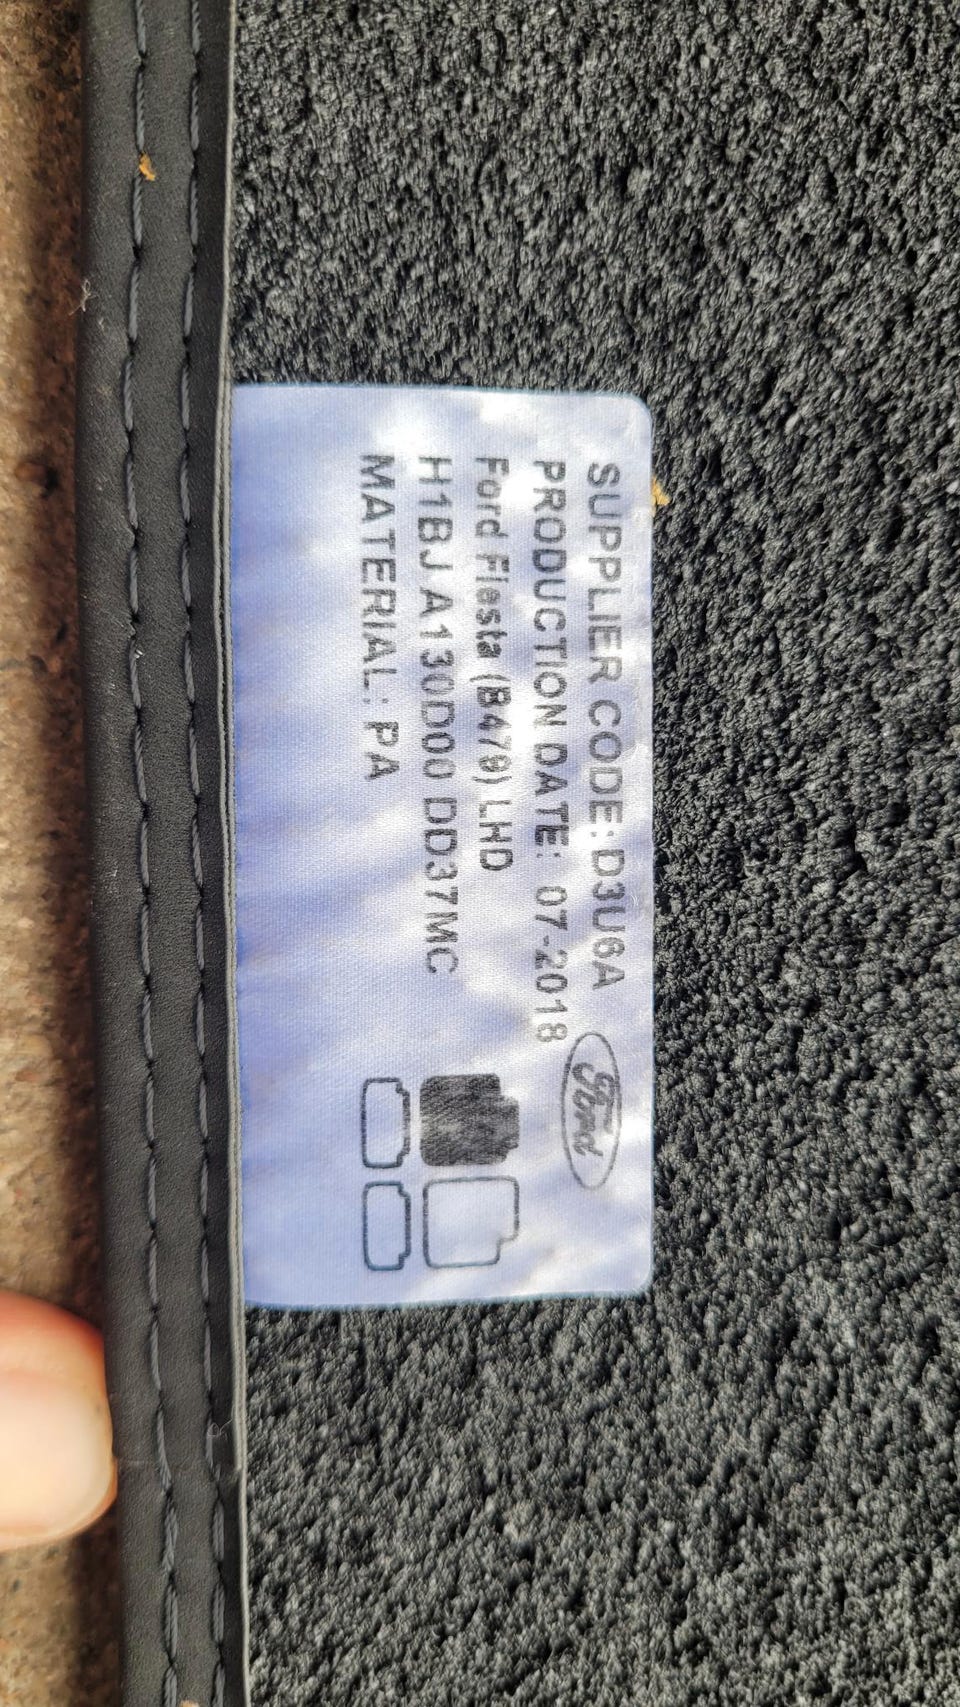 SUPPLIER CODE: D3U6A
PRODUCTION DATE: 07-2018
Ford
Ford Fiesta (B479) LHD
H1BJ A130D00 DD37MC
MATERIAL: PA